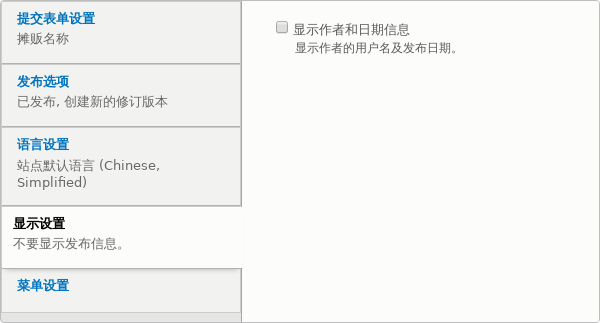 提交表单设置
摊贩名称
发布选项
已发布, 创建新的修订版本
语言设置
站点默认语言 (Chinese,
Simplified)
显示设置
不要显示发布信息。
菜单设置
显示作者和日期信息
显示作者的用户名及发布日期。